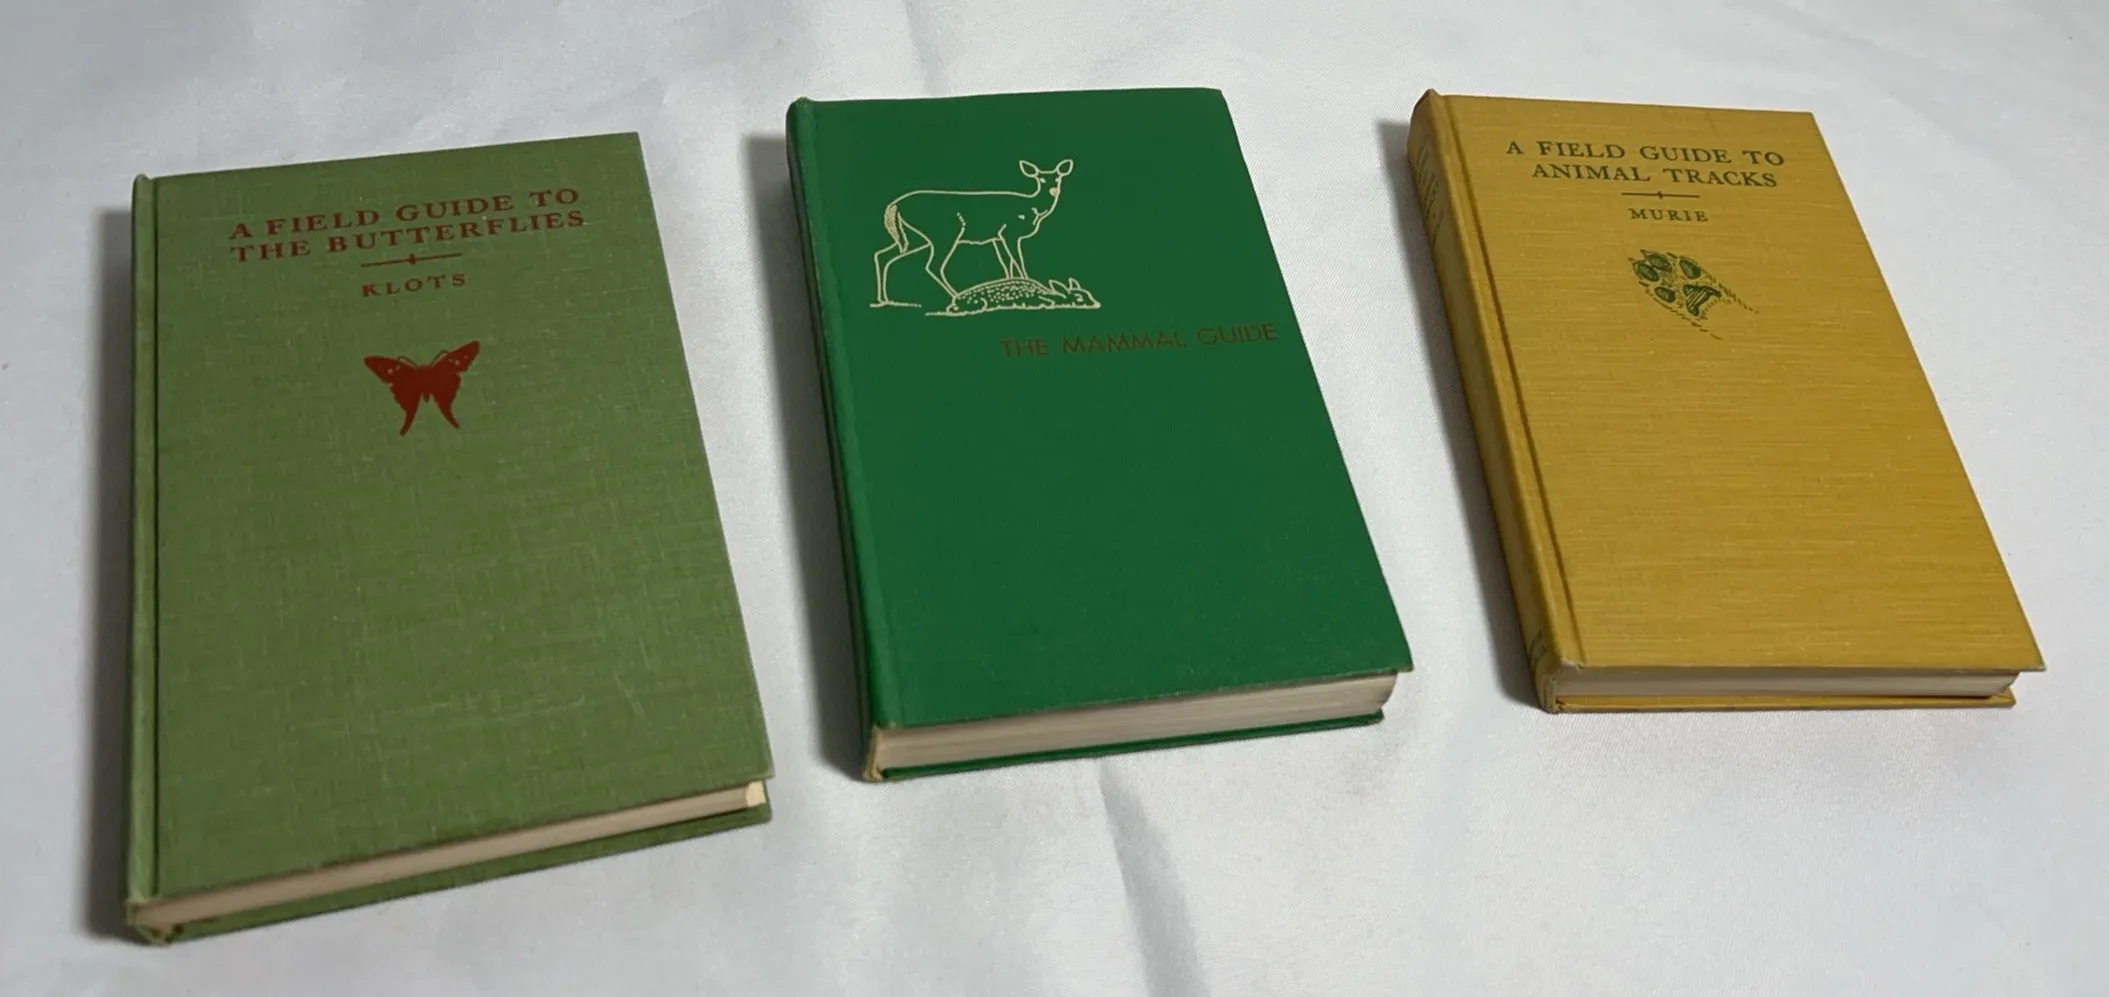 A FIELD GUIDE TO
THE BUTTERFLIES
KLOTS
THE MAMMAL GUIDE
A FIELD GUIDE TO
ANIMAL TRACKS
MURIE